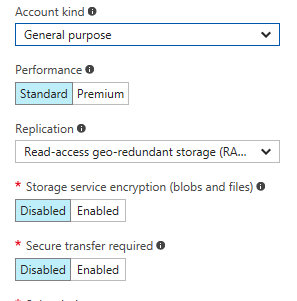 Account kind
General purpose
Performance
Standard Premium
Replication
Read-access geo-redundant storage (RA...
* Storage service encryption (blobs and files)
Disabled Enabled
* Secure transfer required
Disabled Enabled